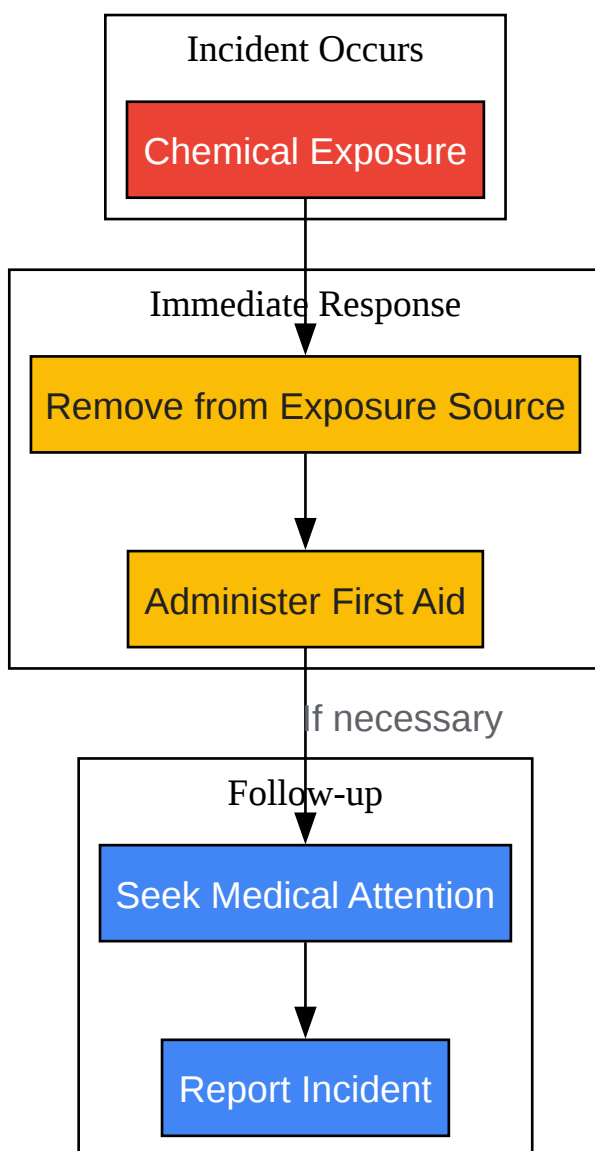 Incident Occurs
Chemical Exposure
Immediate Response
Remove from Exposure Source
Administer First Aid
If necessary
Follow-up
Seek Medical Attention
Report Incident